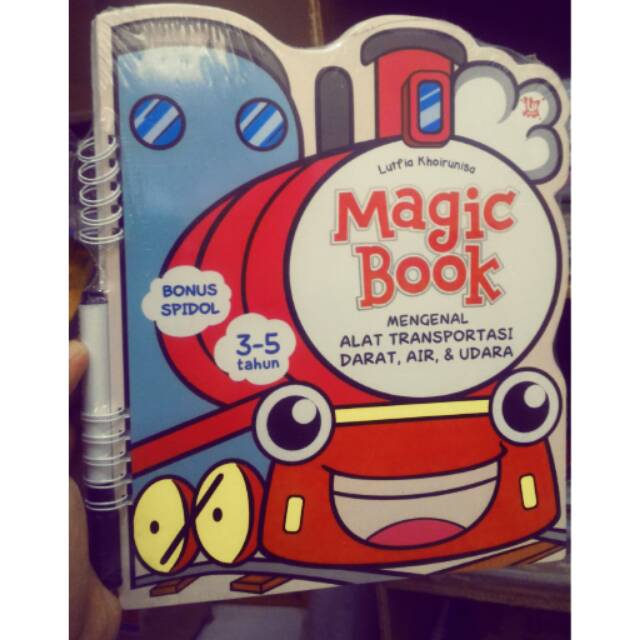 Lutfia Khoirunisa
Magic
Book
MENGENAL
ALAT TRANSPORTASI
DARAT, AIR, & UDARA
BONUS
SPIDOL
3-5
tahun